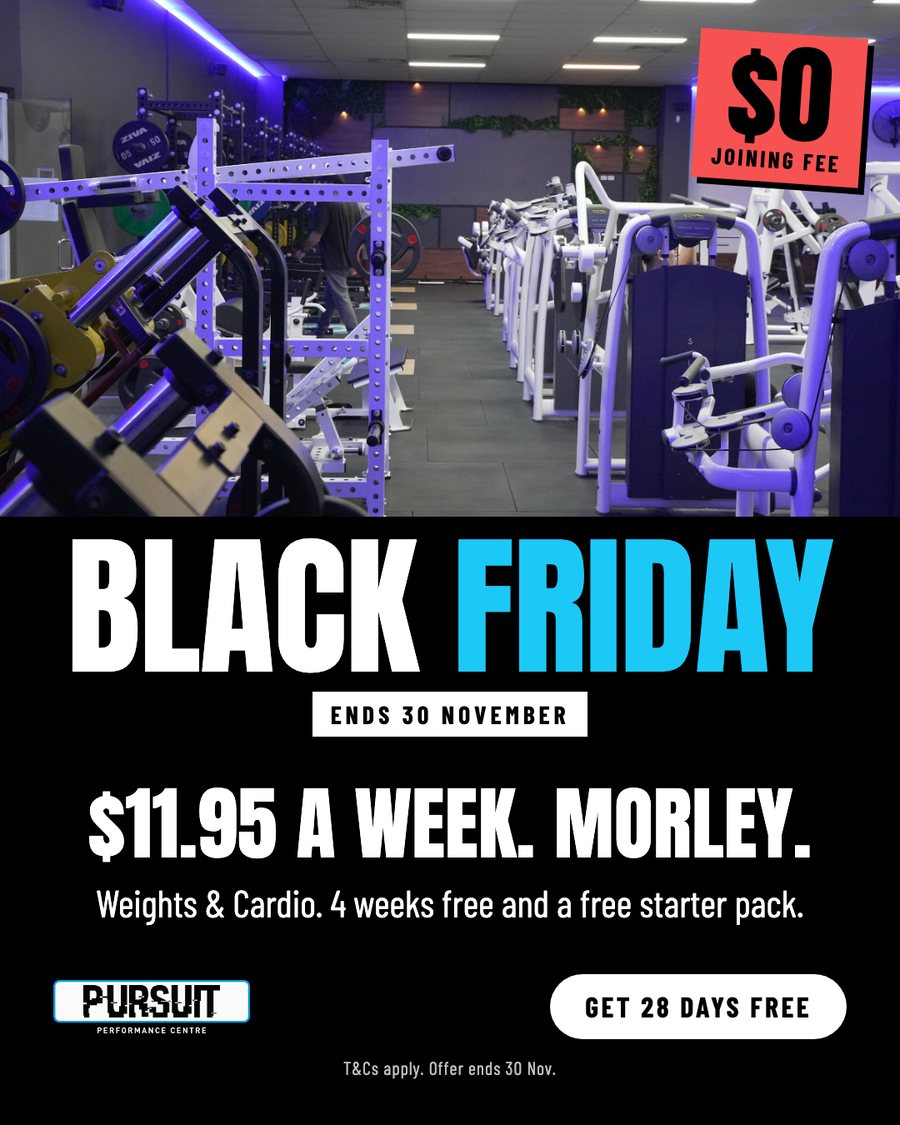 $0
JOINING FEE
ZIVA
BLACK FRIDAY
ENDS 30 NOVEMBER
$11.95 A WEEK. MORLEY.
Weights & Cardio. 4 weeks free and a free starter pack.
PURSUIT
PERFORMANCE CENTRE
GET 28 DAYS FREE
T&Cs apply. Offer ends 30 Nov.